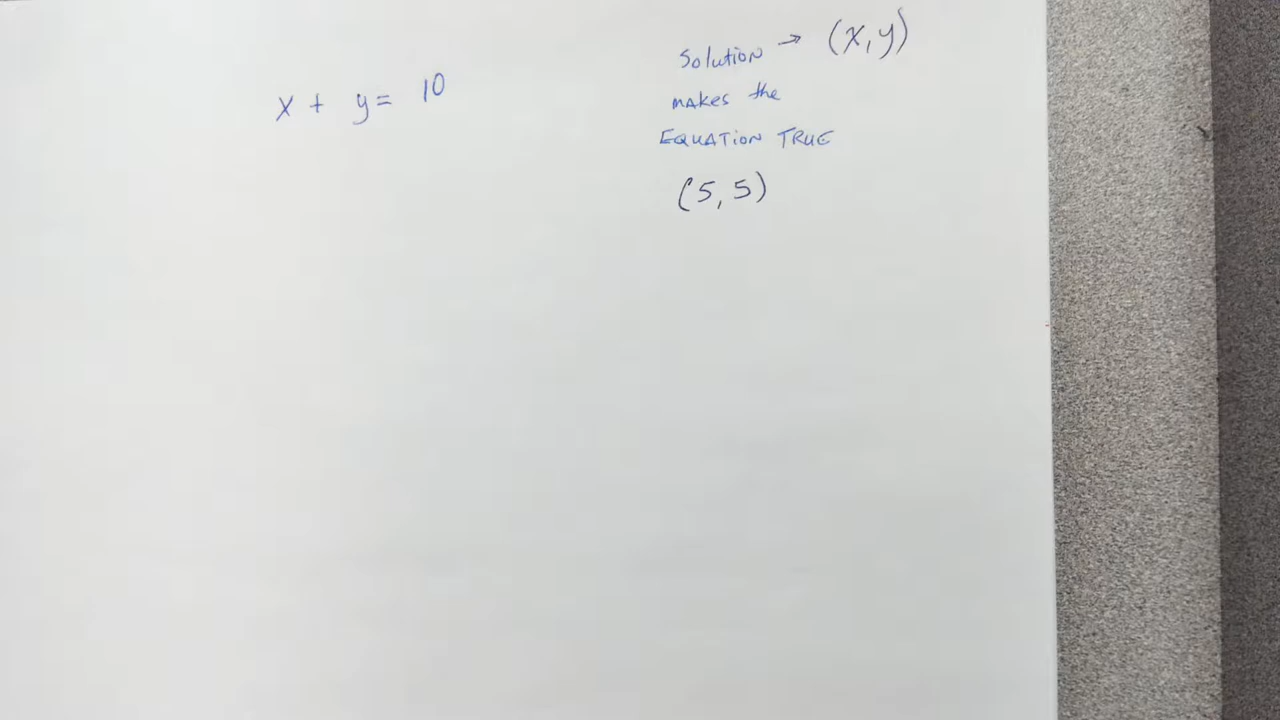 x + y = 10
Solution → (x,y)
makes the
EQUATION TRUE
(5, 5)